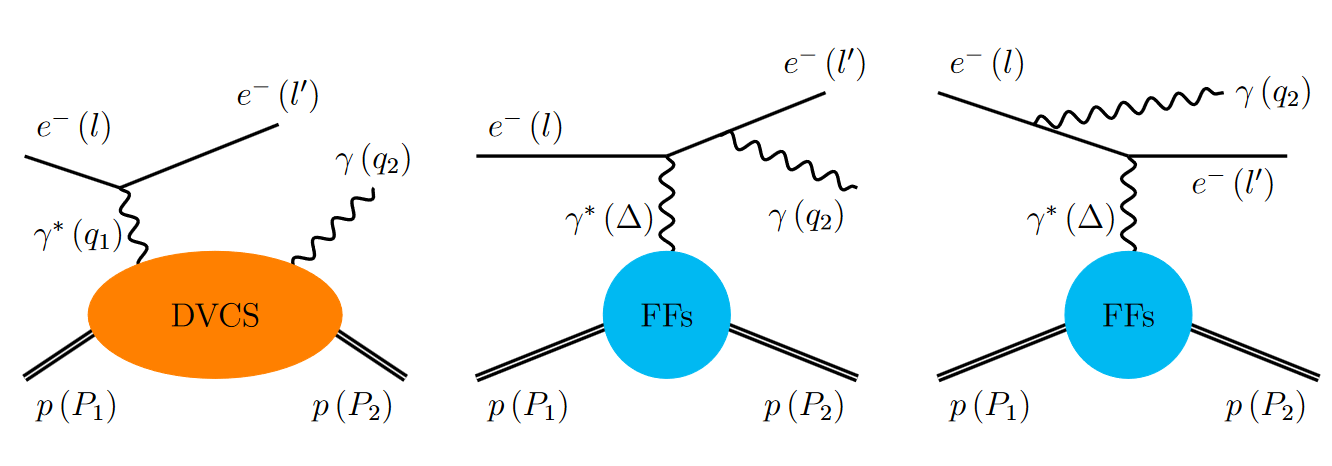 e⁻ (l)
e⁻ (l′)
γ (q₂)
γ* (q₁)
DVCS
p (P₁)
p (P₂)
e⁻ (l)
e⁻ (l′)
γ* (Δ)
γ (q₂)
FFs
p (P₁)
p (P₂)
e⁻ (l)
γ (q₂)
e⁻ (l′)
γ* (Δ)
FFs
p (P₁)
p (P₂)